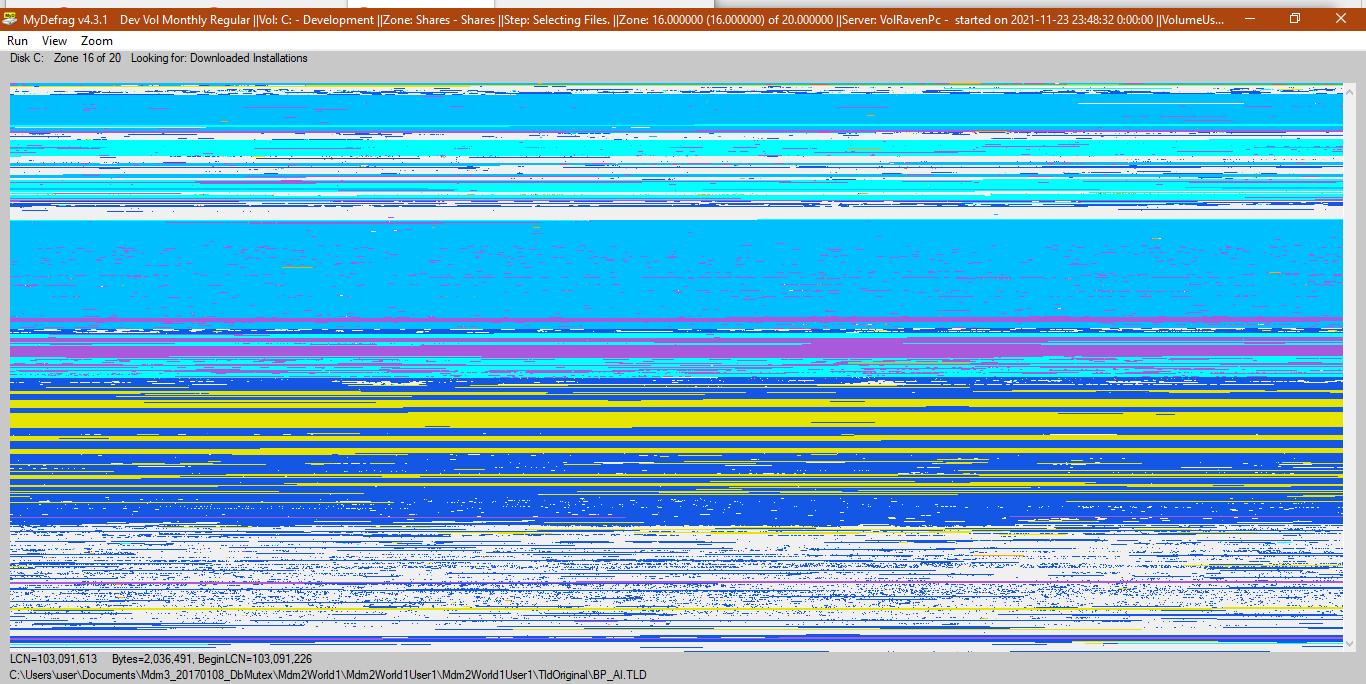 MyDefrag v4.3.1 Dev Vol Monthly Regular ||Vol: C: - Development ||Zone: Shares - Shares ||Step: Selecting Files. ||Zone: 16.000000 (16.000000) of 20.000000 ||Server: VolRavenPc - started on 2021-11-23 23:48:32 0:00:00 ||VolumeUs...
Run View Zoom
Disk C: Zone 16 of 20 Looking for: Downloaded Installations
LCN=103,091,613 Bytes=2,036,491, BeginLCN=103,091,226
C:\Users\user\Documents\Mdm3_20170108_DbMutex\Mdm2World1\Mdm2World1User1\Mdm2World1User1\TldOriginal\BP_AI.TLD